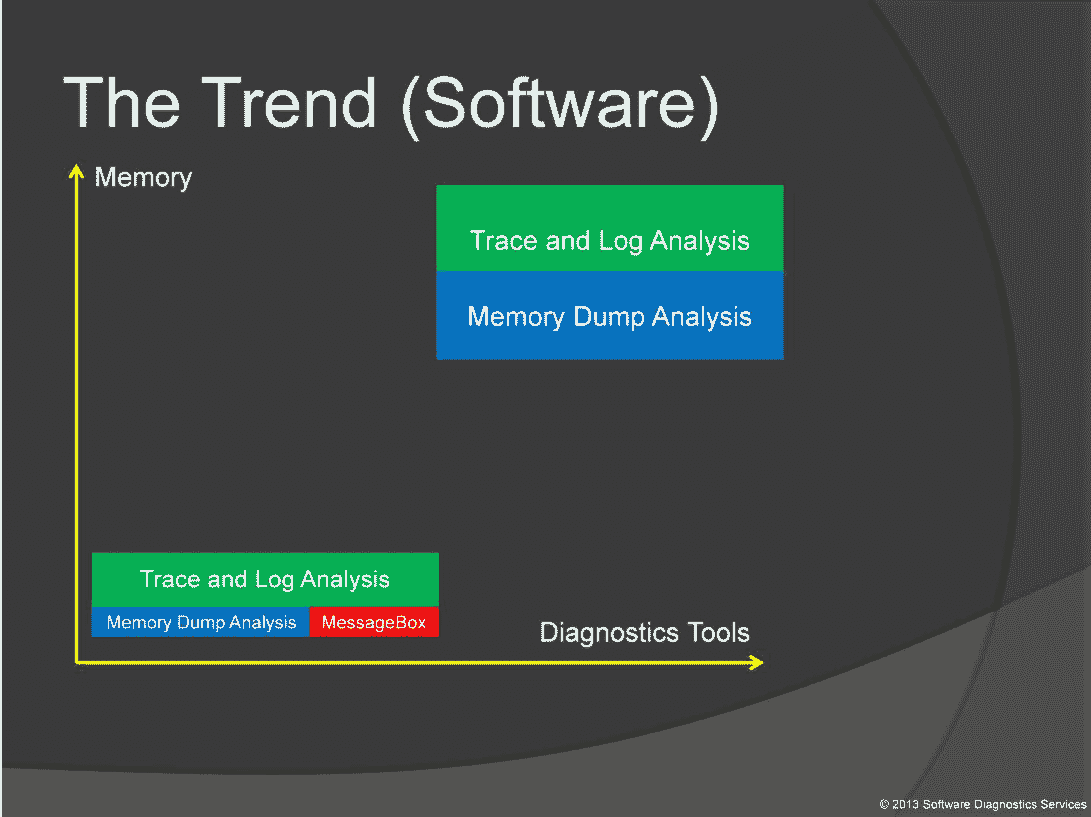 The Trend (Software)
Memory
Trace and Log Analysis
Memory Dump Analysis
Trace and Log Analysis
Memory Dump Analysis
MessageBox
Diagnostics Tools
© 2013 Software Diagnostics Services